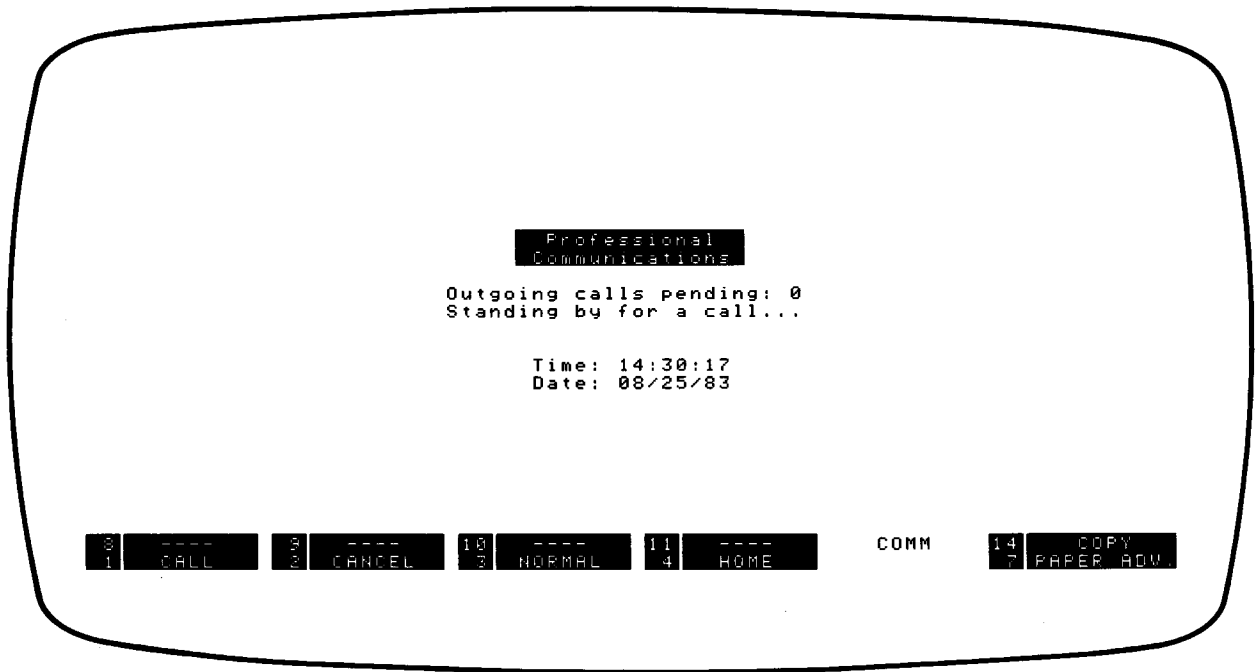 Professional
Communications
Outgoing calls pending: 0
Standing by for a call...
Time: 14:30:17
Date: 08/25/83
8 ---- 9 ---- 10 ---- 11 ---- COMM 14 COPY
1 CALL 2 CANCEL 3 NORMAL 4 HOME 7 PAPER ADV.